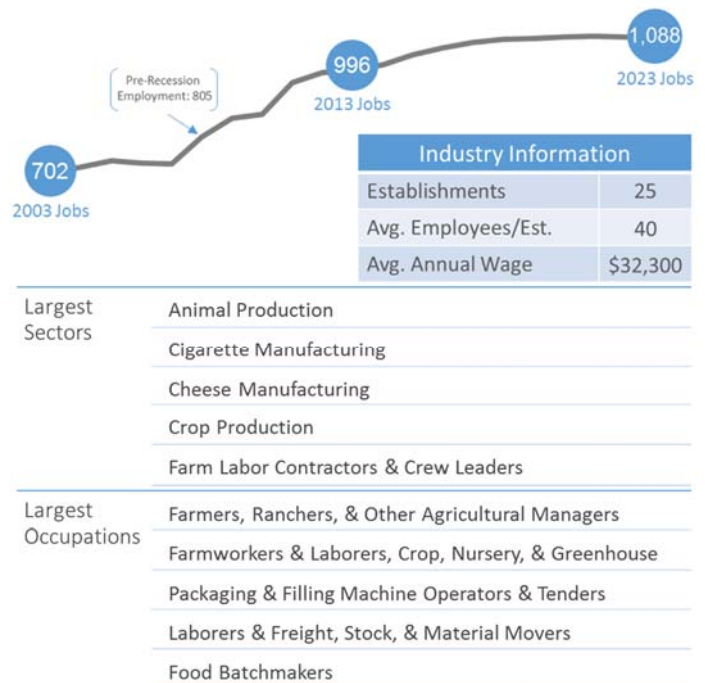 1,088
996
Pre-Recession
Employment: 805
2013 Jobs
2023 Jobs
702
2003 Jobs
Industry Information
Establishments 25
Avg. Employees/Est. 40
Avg. Annual Wage $32,300
Largest
Sectors
Animal Production
Cigarette Manufacturing
Cheese Manufacturing
Crop Production
Farm Labor Contractors & Crew Leaders
Largest
Occupations
Farmers, Ranchers, & Other Agricultural Managers
Farmworkers & Laborers, Crop, Nursery, & Greenhouse
Packaging & Filling Machine Operators & Tenders
Laborers & Freight, Stock, & Material Movers
Food Batchmakers